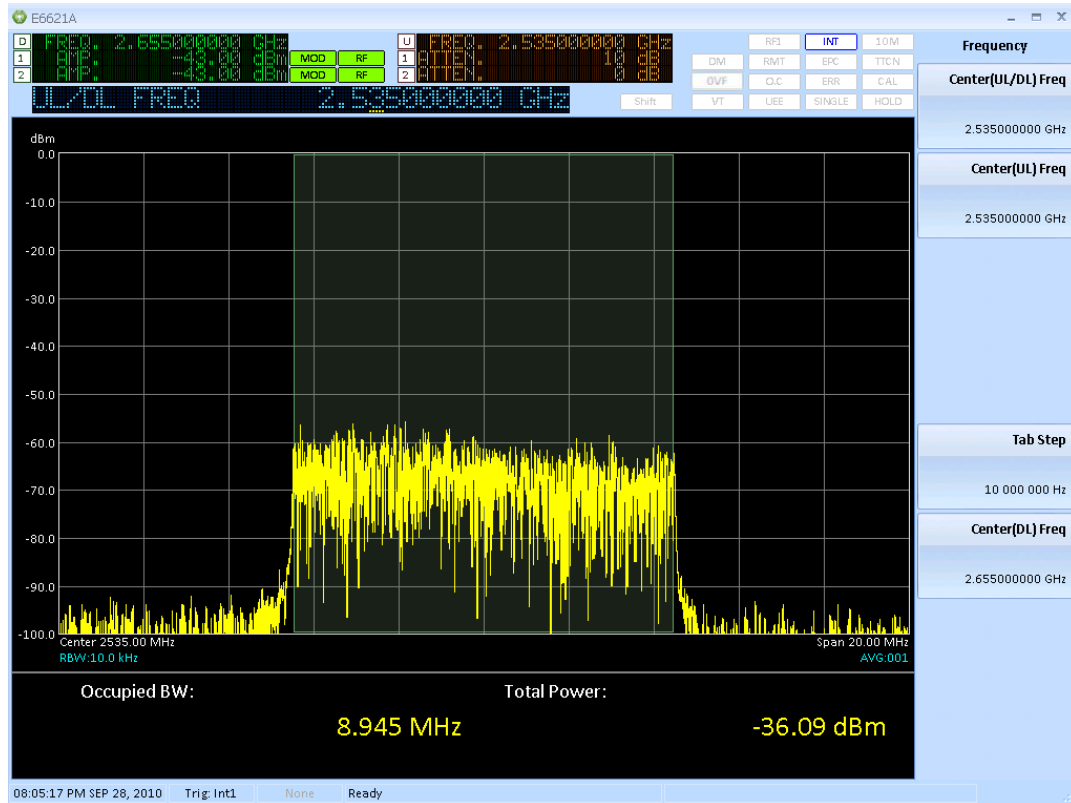 E6621A
D FREQ. 2.655000000 GHz U FREQ. 2.535000000 GHz RF1 INT 10M
1 AMP. -43.00 dBm MOD RF 1 ATTEN. 10 dB DM RMT EPC TTCN
2 AMP. -43.00 dBm MOD RF 2 ATTEN. 0 dB OVF O.C ERR CAL
UL/DL FREQ 2.535000000 GHz Shift VT UEE SINGLE HOLD
Frequency
Center(UL/DL) Freq
2.535000000 GHz
Center(UL) Freq
2.535000000 GHz
Tab Step
10 000 000 Hz
Center(DL) Freq
2.655000000 GHz
dBm
0.0
-10.0
-20.0
-30.0
-40.0
-50.0
-60.0
-70.0
-80.0
-90.0
-100.0
Center 2535.00 MHz Span 20.00 MHz
RBW:10.0 kHz AVG:001
Occupied BW: Total Power:
8.945 MHz -36.09 dBm
08:05:17 PM SEP 28, 2010 Trig: Int1 None Ready